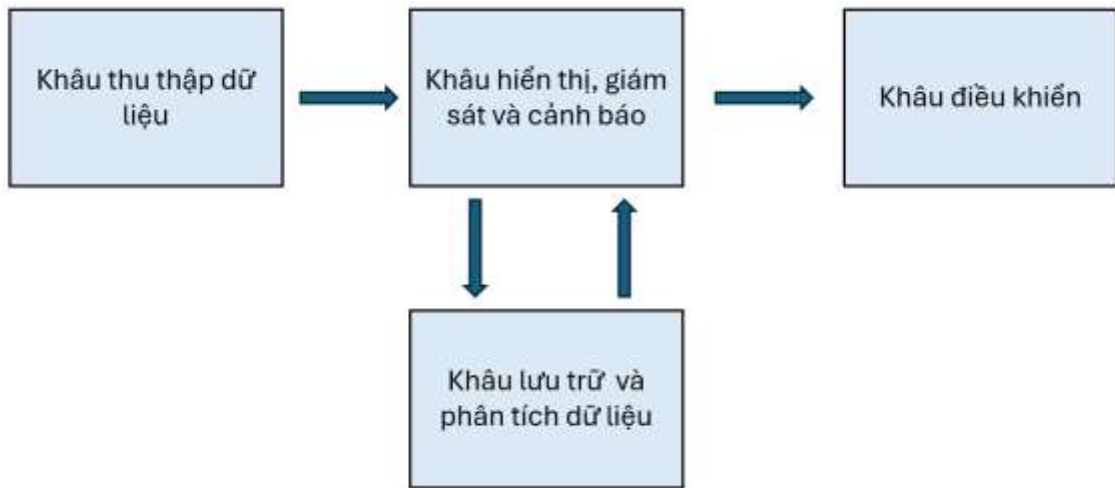 Khâu thu thập dữ
liệu
Khâu hiển thị, giám
sát và cảnh báo
Khâu điều khiển
Khâu lưu trữ và
phân tích dữ liệu